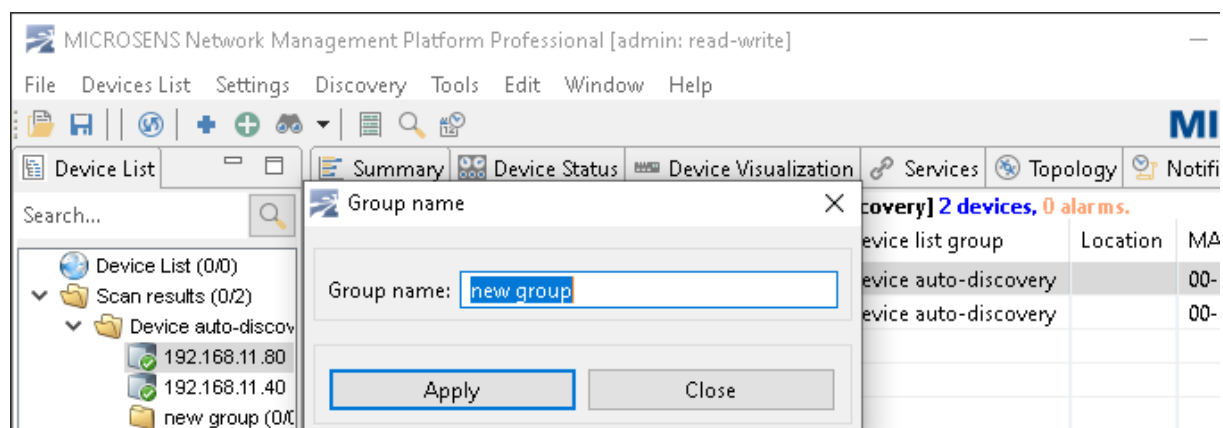 MICROSENS Network Management Platform Professional [admin: read-write]
File Devices List Settings Discovery Tools Edit Window Help
MI
Device List
Summary Device Status Device Visualization Services Topology Notifi
Search...
Group name
covery] 2 devices, 0 alarms.
evice list group Location MA
Device List (0/0)
Group name: new group
evice auto-discovery 00-
Scan results (0/2)
evice auto-discovery 00-
Device auto-discov
192.168.11.80
192.168.11.40
Apply Close
new group (0/0